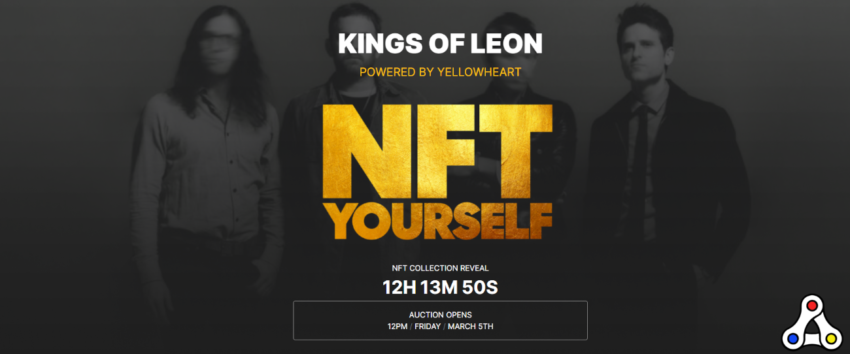 KINGS OF LEON
POWERED BY YELLOWHEART
NFT
YOURSELF
NFT COLLECTION REVEAL
12H 13M 50S
AUCTION OPENS
12PM / FRIDAY / MARCH 5TH